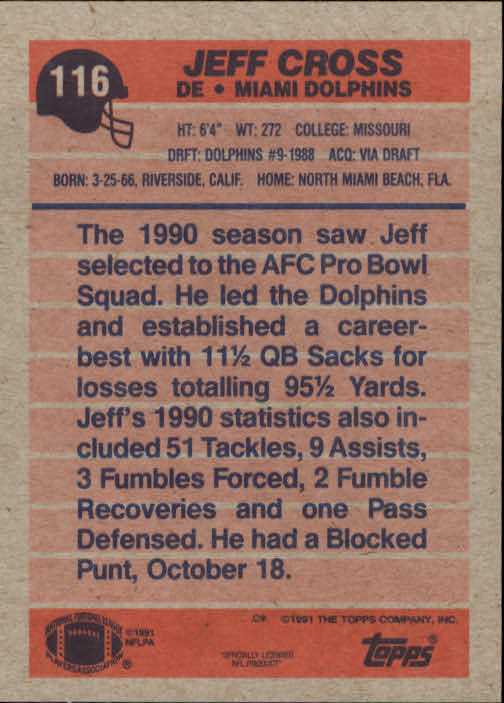 116
JEFF CROSS
DE • MIAMI DOLPHINS
HT: 6'4" WT: 272 COLLEGE: MISSOURI
DRFT: DOLPHINS #9-1988 ACQ: VIA DRAFT
BORN: 3-25-66, RIVERSIDE, CALIF. HOME: NORTH MIAMI BEACH, FLA.
The 1990 season saw Jeff
selected to the AFC Pro Bowl
Squad. He led the Dolphins
and established a career-
best with 11½ QB Sacks for
losses totalling 95½ Yards.
Jeff's 1990 statistics also in-
cluded 51 Tackles, 9 Assists,
3 Fumbles Forced, 2 Fumble
Recoveries and one Pass
Defensed. He had a Blocked
Punt, October 18.
NATIONAL FOOTBALL LEAGUE
PLAYERS ASSOCIATION
®
©1991
NFLPA
C* ©1991 THE TOPPS COMPANY, INC.
"OFFICIALLY LICENSED
NFL PRODUCT"
topps®